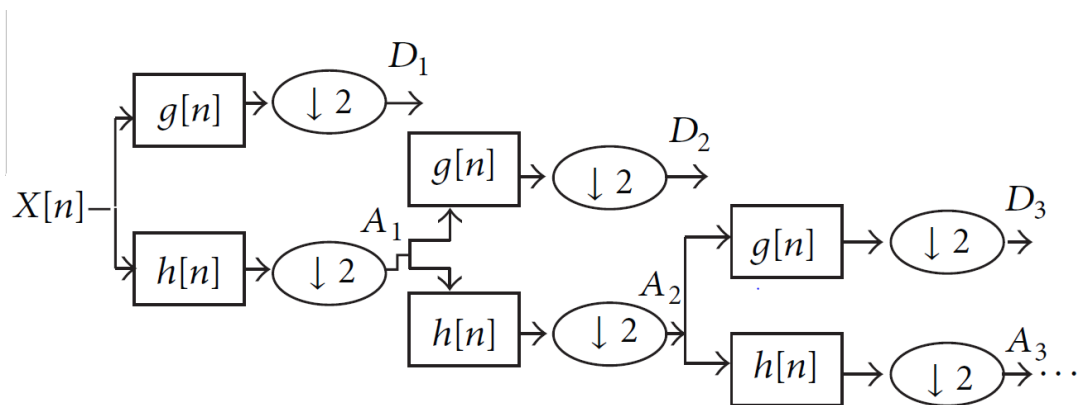 D₁
g[n]
↓ 2
D₂
g[n]
↓ 2
X[n]
A₁
D₃
g[n]
↓ 2
h[n]
↓ 2
A₂
h[n]
↓ 2
A₃
h[n]
↓ 2
...